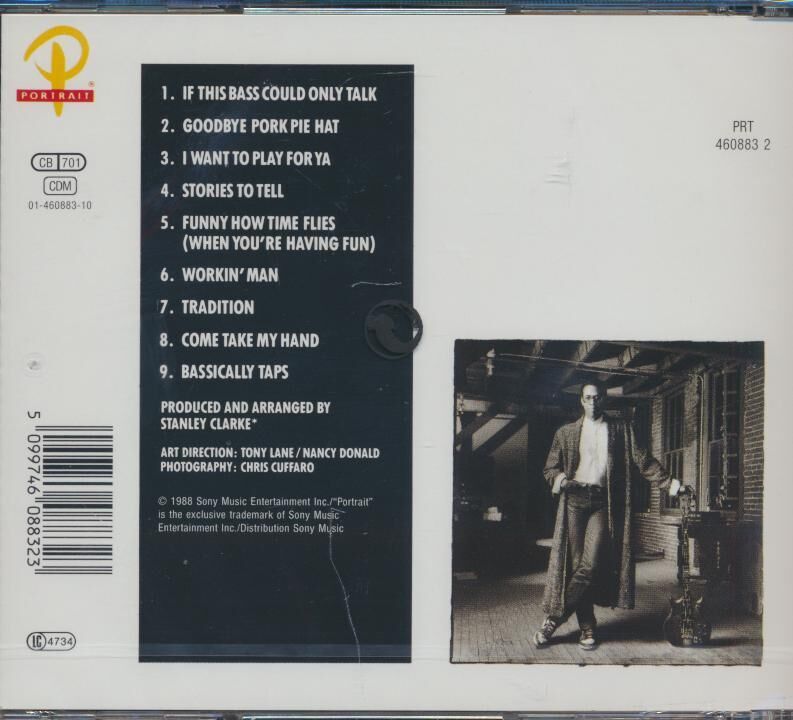 PORTRAIT®
CB 701
CDM
01-460883-10
1. IF THIS BASS COULD ONLY TALK
2. GOODBYE PORK PIE HAT
3. I WANT TO PLAY FOR YA
4. STORIES TO TELL
5. FUNNY HOW TIME FLIES
(WHEN YOU'RE HAVING FUN)
6. WORKIN' MAN
7. TRADITION
8. COME TAKE MY HAND
9. BASSICALLY TAPS
PRODUCED AND ARRANGED BY
STANLEY CLARKE*
ART DIRECTION: TONY LANE/NANCY DONALD
PHOTOGRAPHY: CHRIS CUFFARO
© 1988 Sony Music Entertainment Inc./"Portrait"
is the exclusive trademark of Sony Music
Entertainment Inc./Distribution Sony Music
PRT
460883 2
5 099746 088323
LC 4734